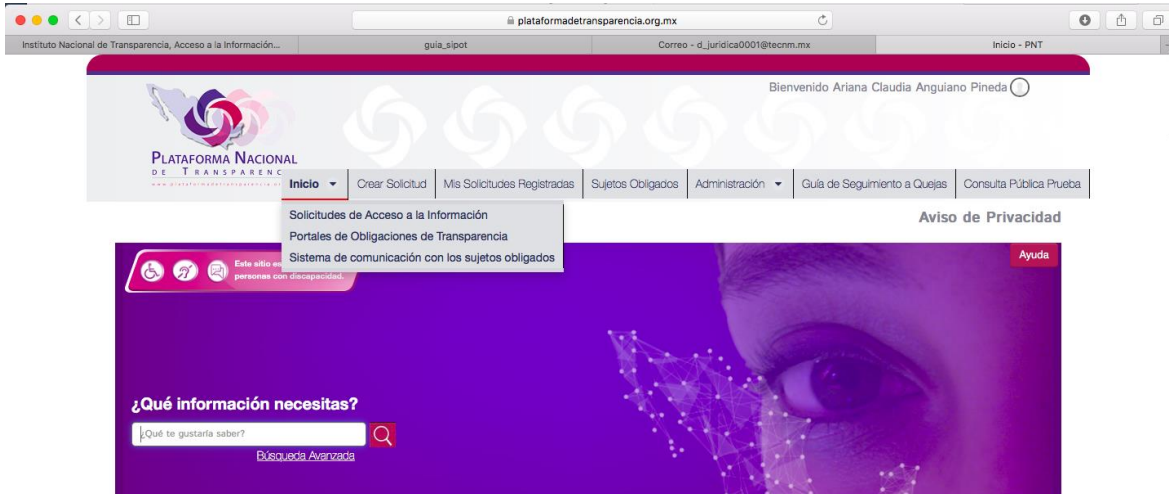 plataformadetransparencia.org.mx
Instituto Nacional de Transparencia, Acceso a la Información...
guia_sipot
Correo - d_juridica0001@tecnm.mx
Inicio - PNT
Bienvenido Ariana Claudia Anguiano Pineda
PLATAFORMA NACIONAL
DE TRANSPARENC
Inicio
Crear Solicitud
Mis Solicitudes Registradas
Sujetos Obligados
Administración
Guía de Seguimiento a Quejas
Consulta Pública Prueba
Solicitudes de Acceso a la Información
Portales de Obligaciones de Transparencia
Sistema de comunicación con los sujetos obligados
Aviso de Privacidad
Este sitio es
personas con discapacidad.
Ayuda
¿Qué información necesitas?
¿Qué te gustaría saber?
Búsqueda Avanzada